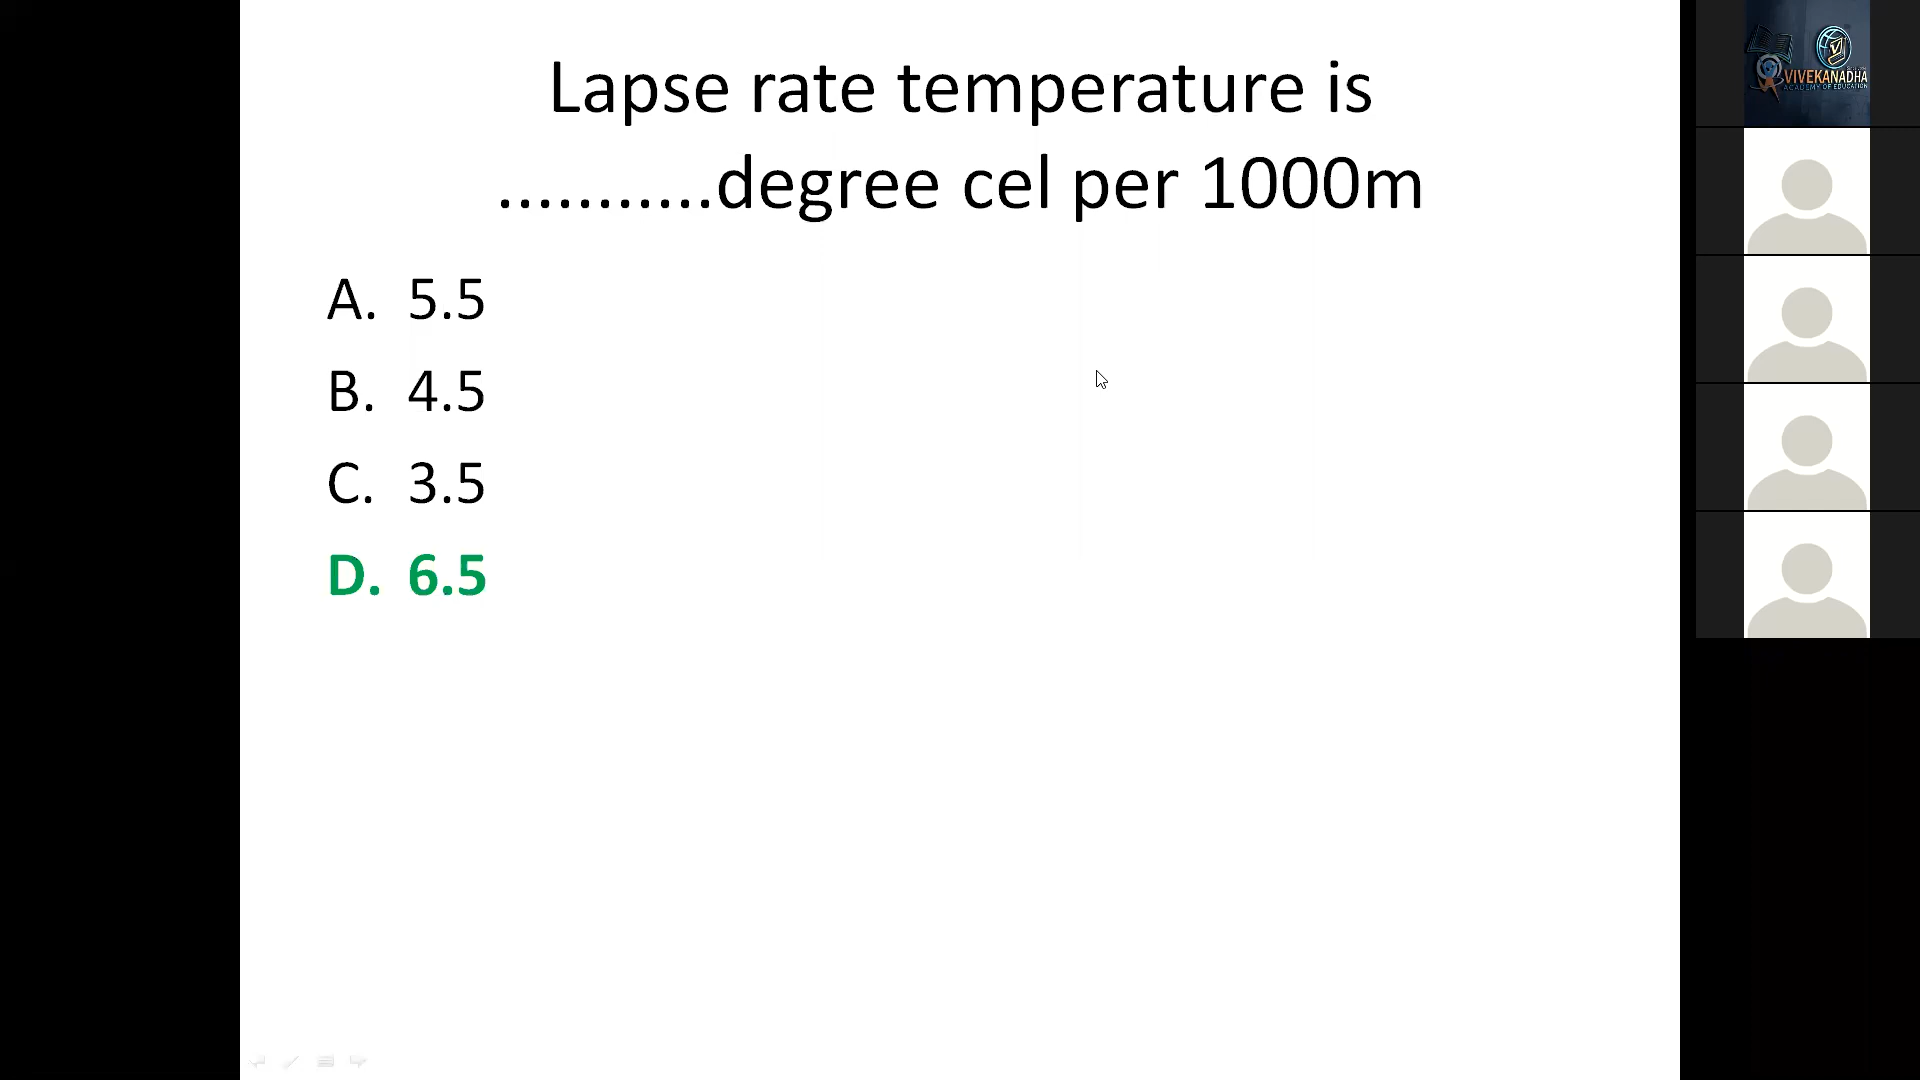 Lapse rate temperature is
...........degree cel per 1000m
A. 5.5
B. 4.5
C. 3.5
D. 6.5
VIVEKANADHA
ACADEMY OF EDUCATION